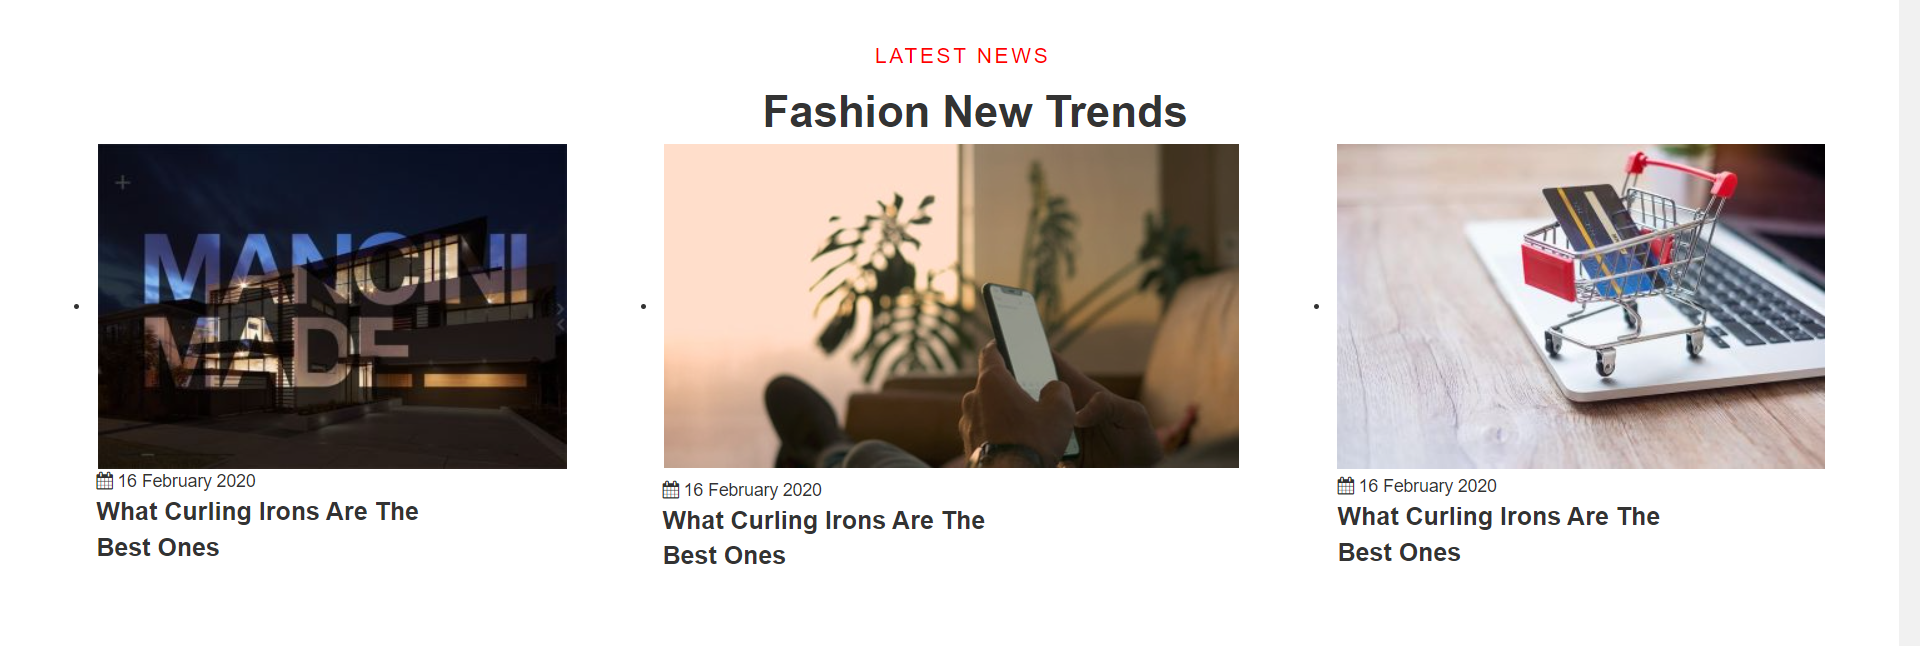 LATEST NEWS
Fashion New Trends
MANCINI
MADE
16 February 2020
What Curling Irons Are The
Best Ones
16 February 2020
What Curling Irons Are The
Best Ones
16 February 2020
What Curling Irons Are The
Best Ones